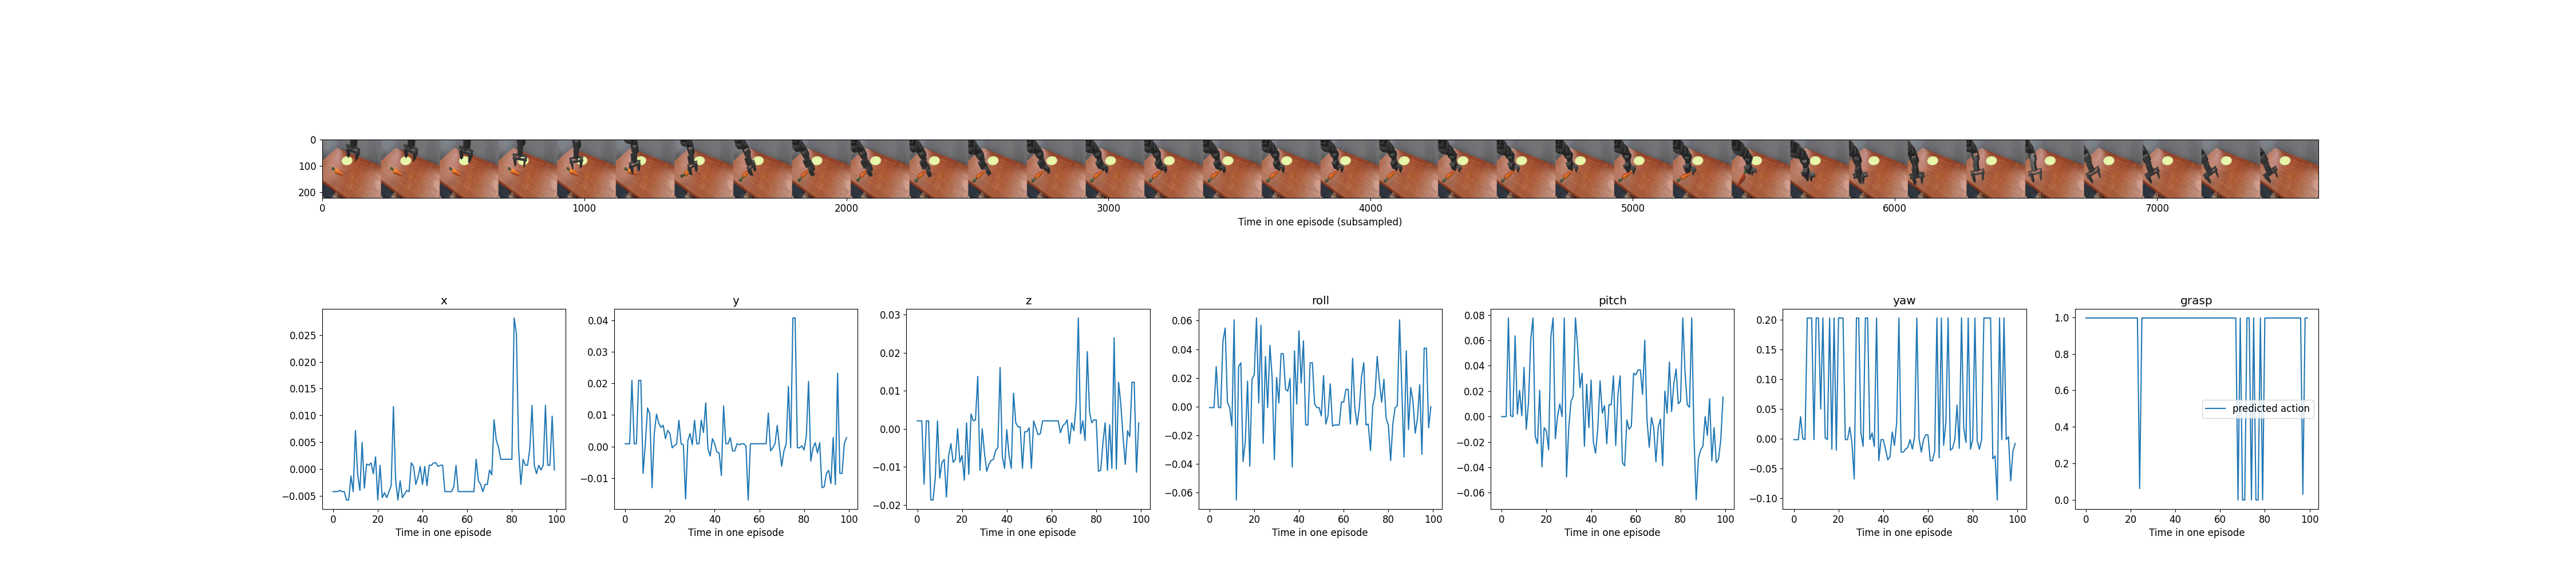 0
100
200
0 1000 2000 3000 4000 5000 6000 7000
Time in one episode (subsampled)
x y z roll pitch yaw grasp
0.025
0.020
0.015
0.010
0.005
0.000
−0.005
0 20 40 60 80 100
Time in one episode
0.04
0.03
0.02
0.01
0.00
−0.01
0 20 40 60 80 100
Time in one episode
0.03
0.02
0.01
0.00
−0.01
−0.02
0 20 40 60 80 100
Time in one episode
0.06
0.04
0.02
0.00
−0.02
−0.04
−0.06
0 20 40 60 80 100
Time in one episode
0.08
0.06
0.04
0.02
0.00
−0.02
−0.04
−0.06
0 20 40 60 80 100
Time in one episode
0.20
0.15
0.10
0.05
0.00
−0.05
−0.10
0 20 40 60 80 100
Time in one episode
1.0
0.8
0.6
0.4
0.2
0.0
predicted action
0 20 40 60 80 100
Time in one episode